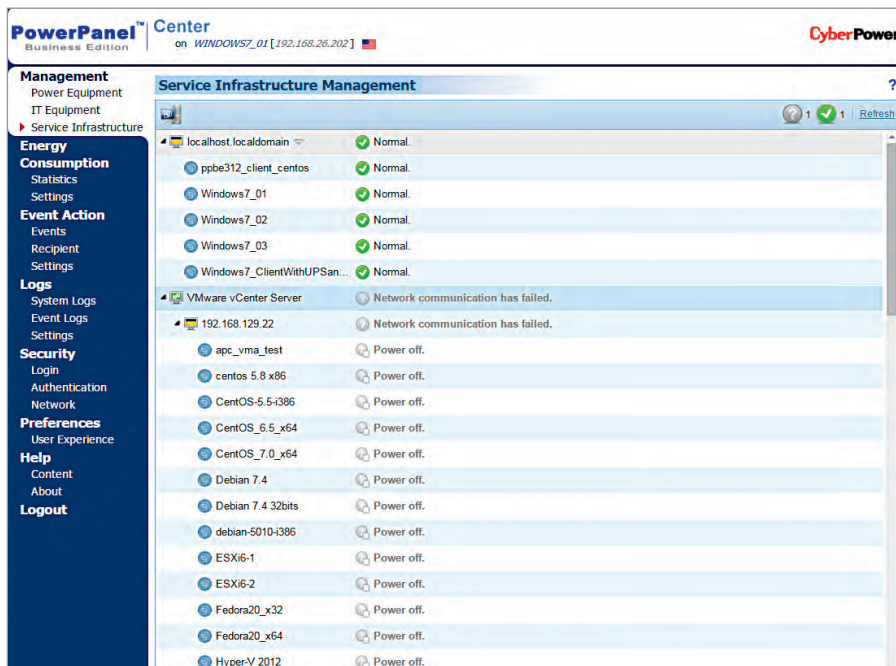 PowerPanel™ Center
Business Edition on WINDOWS7_01 [192.168.26.202]
CyberPower
Management
Power Equipment
IT Equipment
Service Infrastructure
Energy
Consumption
Statistics
Settings
Event Action
Events
Recipient
Settings
Logs
System Logs
Event Logs
Settings
Security
Login
Authentication
Network
Preferences
User Experience
Help
Content
About
Logout
Service Infrastructure Management ?
? 1 1 Refresh
localhost.localdomain Normal.
ppbe312_client_centos Normal.
Windows7_01 Normal.
Windows7_02 Normal.
Windows7_03 Normal.
Windows7_ClientWithUPSan... Normal.
VMware vCenter Server Network communication has failed.
192.168.129.22 Network communication has failed.
apc_vma_test Power off.
centos 5.8 x86 Power off.
CentOS-5.5-i386 Power off.
CentOS_6.5_x64 Power off.
CentOS_7.0_x64 Power off.
Debian 7.4 Power off.
Debian 7.4 32bits Power off.
debian-5010-i386 Power off.
ESXi6-1 Power off.
ESXi6-2 Power off.
Fedora20_x32 Power off.
Fedora20_x64 Power off.
Hyper-V 2012 Power off.